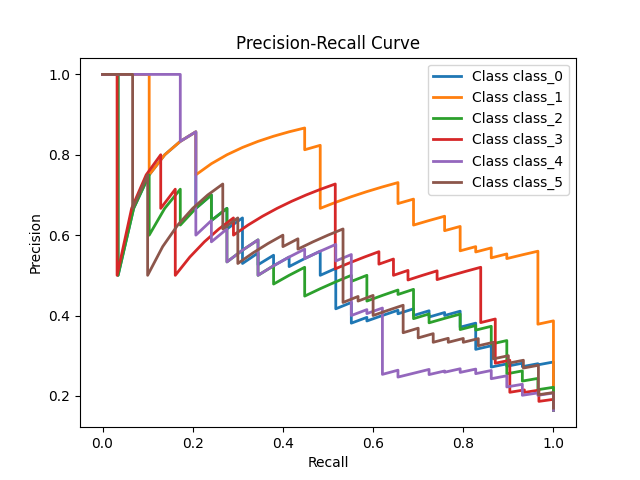 Precision-Recall Curve
1.0
0.8
0.6
0.4
0.2
Precision
0.0
0.2
0.4
0.6
0.8
1.0
Recall
Class class_0
Class class_1
Class class_2
Class class_3
Class class_4
Class class_5